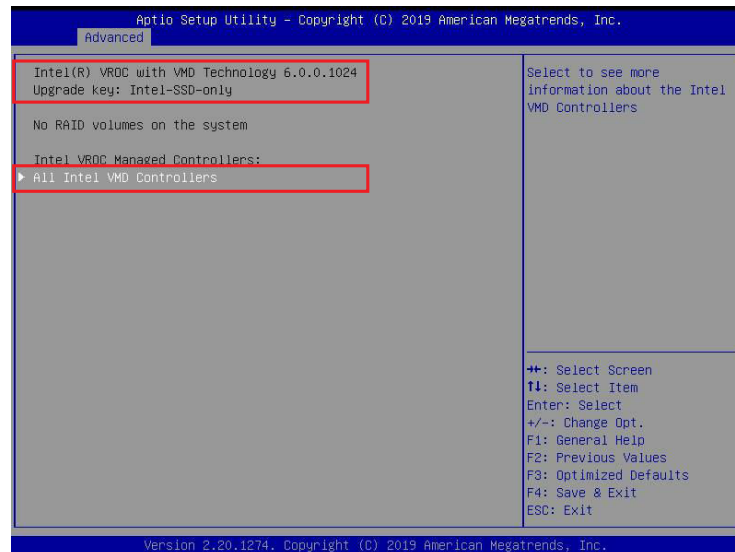 Aptio Setup Utility – Copyright (C) 2019 American Megatrends, Inc.
Advanced
Intel(R) VROC with VMD Technology 6.0.0.1024
Upgrade key: Intel-SSD-only
No RAID volumes on the system
Intel VROC Managed Controllers:
All Intel VMD Controllers
Select to see more
information about the Intel
VMD Controllers
→←: Select Screen
↑↓: Select Item
Enter: Select
+/-: Change Opt.
F1: General Help
F2: Previous Values
F3: Optimized Defaults
F4: Save & Exit
ESC: Exit
Version 2.20.1274. Copyright (C) 2019 American Megatrends, Inc.